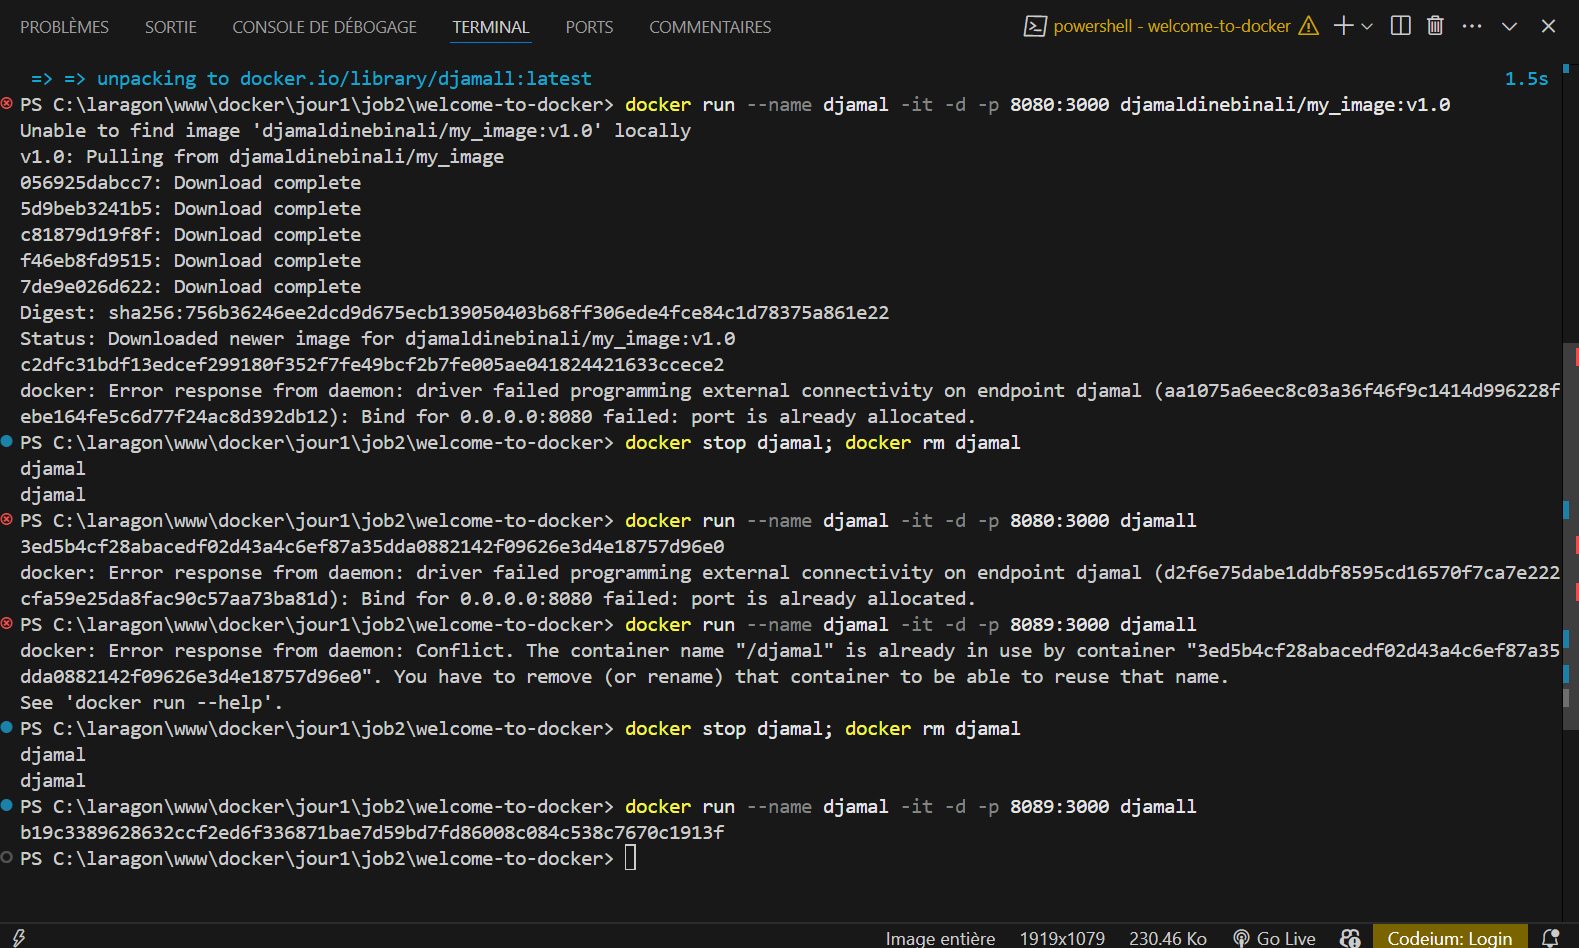 PROBLÈMES SORTIE CONSOLE DE DÉBOGAGE TERMINAL PORTS COMMENTAIRES powershell - welcome-to-docker
=> => unpacking to docker.io/library/djamall:latest 1.5s
PS C:\laragon\www\docker\jour1\job2\welcome-to-docker> docker run --name djamal -it -d -p 8080:3000 djamaldinebinali/my_image:v1.0
Unable to find image 'djamaldinebinali/my_image:v1.0' locally
v1.0: Pulling from djamaldinebinali/my_image
056925dabcc7: Download complete
5d9beb3241b5: Download complete
c81879d19f8f: Download complete
f46eb8fd9515: Download complete
7de9e026d622: Download complete
Digest: sha256:756b36246ee2dcd9d675ecb139050403b68ff306ede4fce84c1d78375a861e22
Status: Downloaded newer image for djamaldinebinali/my_image:v1.0
c2dfc31bdf13edcef299180f352f7fe49bcf2b7fe005ae041824421633ccece2
docker: Error response from daemon: driver failed programming external connectivity on endpoint djamal (aa1075a6eec8c03a36f46f9c1414d996228f
ebe164fe5c6d77f24ac8d392db12): Bind for 0.0.0.0:8080 failed: port is already allocated.
PS C:\laragon\www\docker\jour1\job2\welcome-to-docker> docker stop djamal; docker rm djamal
djamal
djamal
PS C:\laragon\www\docker\jour1\job2\welcome-to-docker> docker run --name djamal -it -d -p 8080:3000 djamall
3ed5b4cf28abacedf02d43a4c6ef87a35dda0882142f09626e3d4e18757d96e0
docker: Error response from daemon: driver failed programming external connectivity on endpoint djamal (d2f6e75dabe1ddbf8595cd16570f7ca7e222
cfa59e25da8fac90c57aa73ba81d): Bind for 0.0.0.0:8080 failed: port is already allocated.
PS C:\laragon\www\docker\jour1\job2\welcome-to-docker> docker run --name djamal -it -d -p 8089:3000 djamall
docker: Error response from daemon: Conflict. The container name "/djamal" is already in use by container "3ed5b4cf28abacedf02d43a4c6ef87a35
dda0882142f09626e3d4e18757d96e0". You have to remove (or rename) that container to be able to reuse that name.
See 'docker run --help'.
PS C:\laragon\www\docker\jour1\job2\welcome-to-docker> docker stop djamal; docker rm djamal
djamal
djamal
PS C:\laragon\www\docker\jour1\job2\welcome-to-docker> docker run --name djamal -it -d -p 8089:3000 djamall
b19c3389628632ccf2ed6f336871bae7d59bd7fd86008c084c538c7670c1913f
PS C:\laragon\www\docker\jour1\job2\welcome-to-docker>
Image entière 1919x1079 230.46 Ko Go Live Codeium: Login